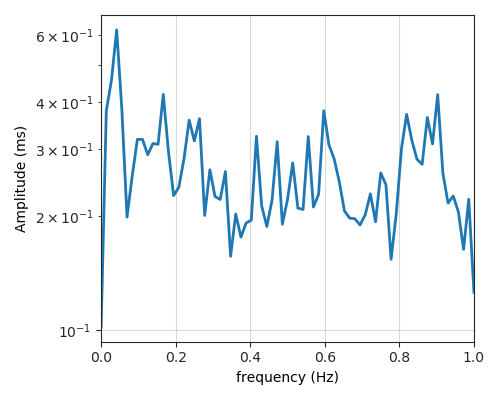 6 × 10⁻¹
4 × 10⁻¹
3 × 10⁻¹
2 × 10⁻¹
10⁻¹
Amplitude (ms)
0.0 0.2 0.4 0.6 0.8 1.0
frequency (Hz)